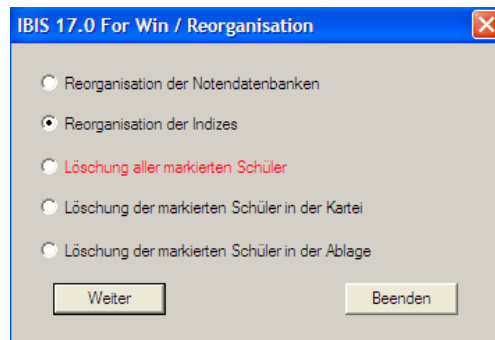 IBIS 17.0 For Win / Reorganisation
Reorganisation der Notendatenbanken
Reorganisation der Indizes
Löschung aller markierten Schüler
Löschung der markierten Schüler in der Kartei
Löschung der markierten Schüler in der Ablage
Weiter
Beenden